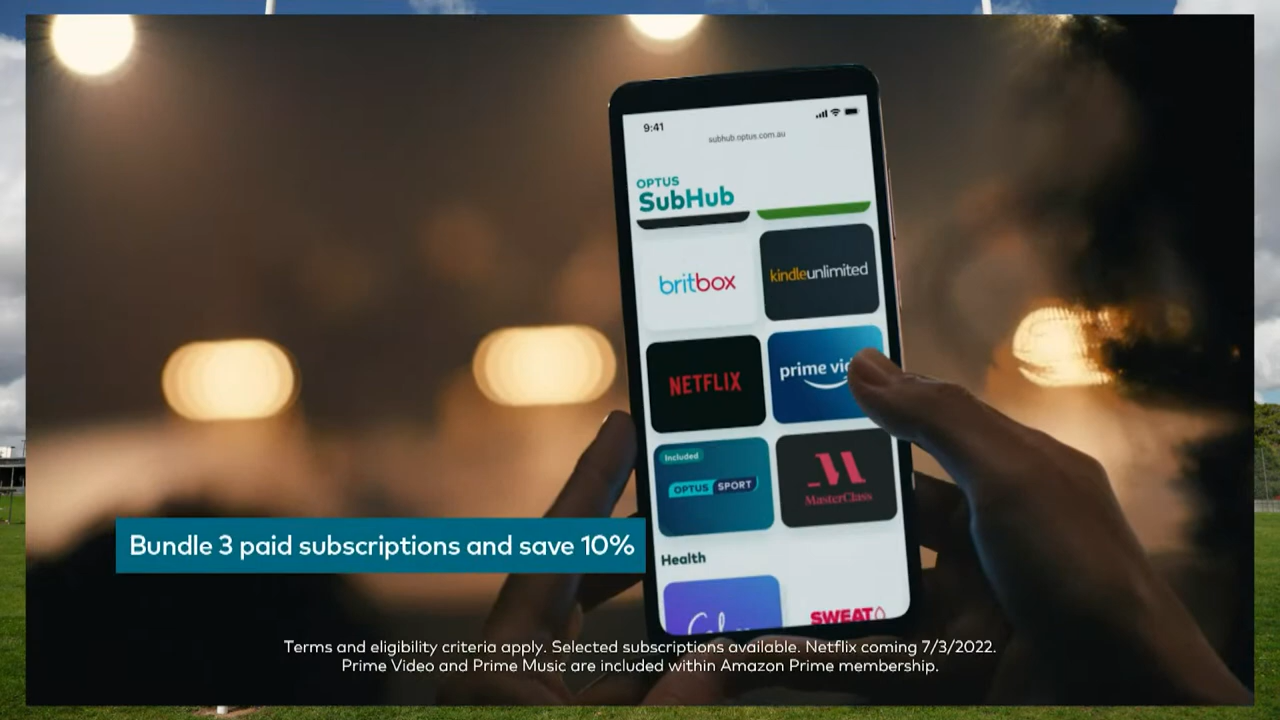 9:41
subhub.optus.com.au
OPTUS
SubHub
britbox
kindleunlimited
NETFLIX
prime
Included
OPTUS SPORT
MasterClass
Bundle 3 paid subscriptions and save 10%
Health
SWEAT
Terms and eligibility criteria apply. Selected subscriptions available. Netflix coming 7/3/2022.
Prime Video and Prime Music are included within Amazon Prime membership.